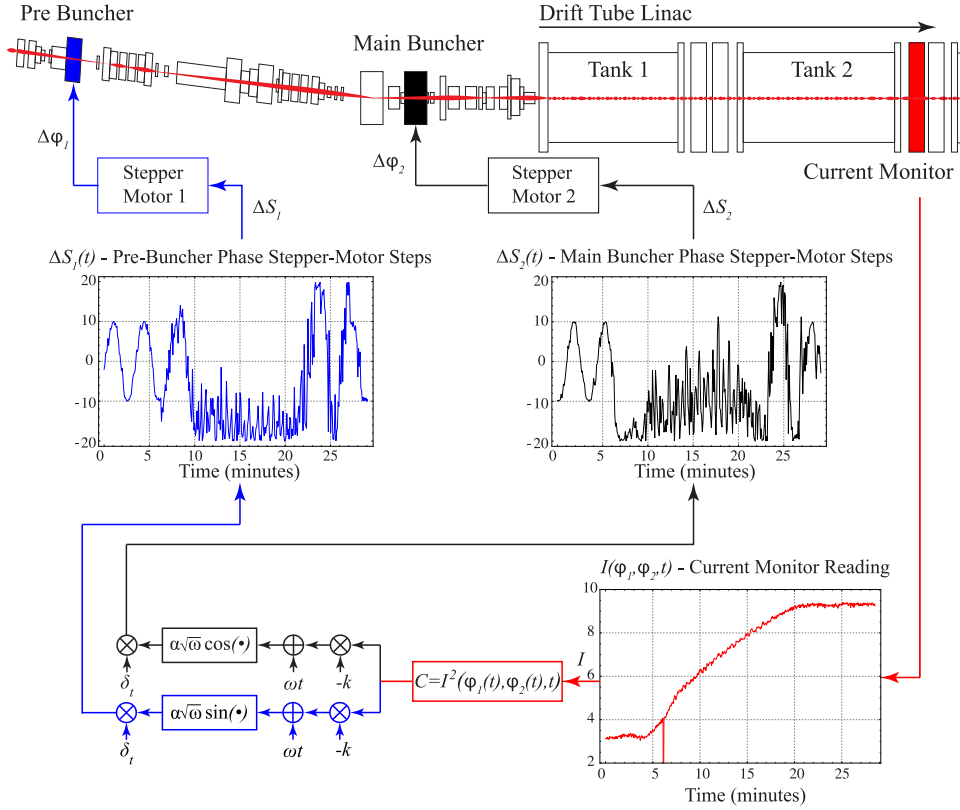 Pre Buncher
Main Buncher
Drift Tube Linac
Tank 1
Tank 2
Current Monitor
Δφ₁
Δφ₂
Stepper
Motor 1
Stepper
Motor 2
ΔS₁
ΔS₂
ΔS₁(t) - Pre-Buncher Phase Stepper-Motor Steps
20
10
0
-10
-20
0 5 10 15 20 25
Time (minutes)
ΔS₂(t) - Main Buncher Phase Stepper-Motor Steps
20
10
0
-10
-20
0 5 10 15 20 25
Time (minutes)
I(φ₁,φ₂,t) - Current Monitor Reading
10
8
6
4
2
0 5 10 15 20 25
Time (minutes)
I
C=I²(φ₁(t),φ₂(t),t)
α√ω cos(•)
δₜ
ωt
-k
α√ω sin(•)
δₜ
ωt
-k